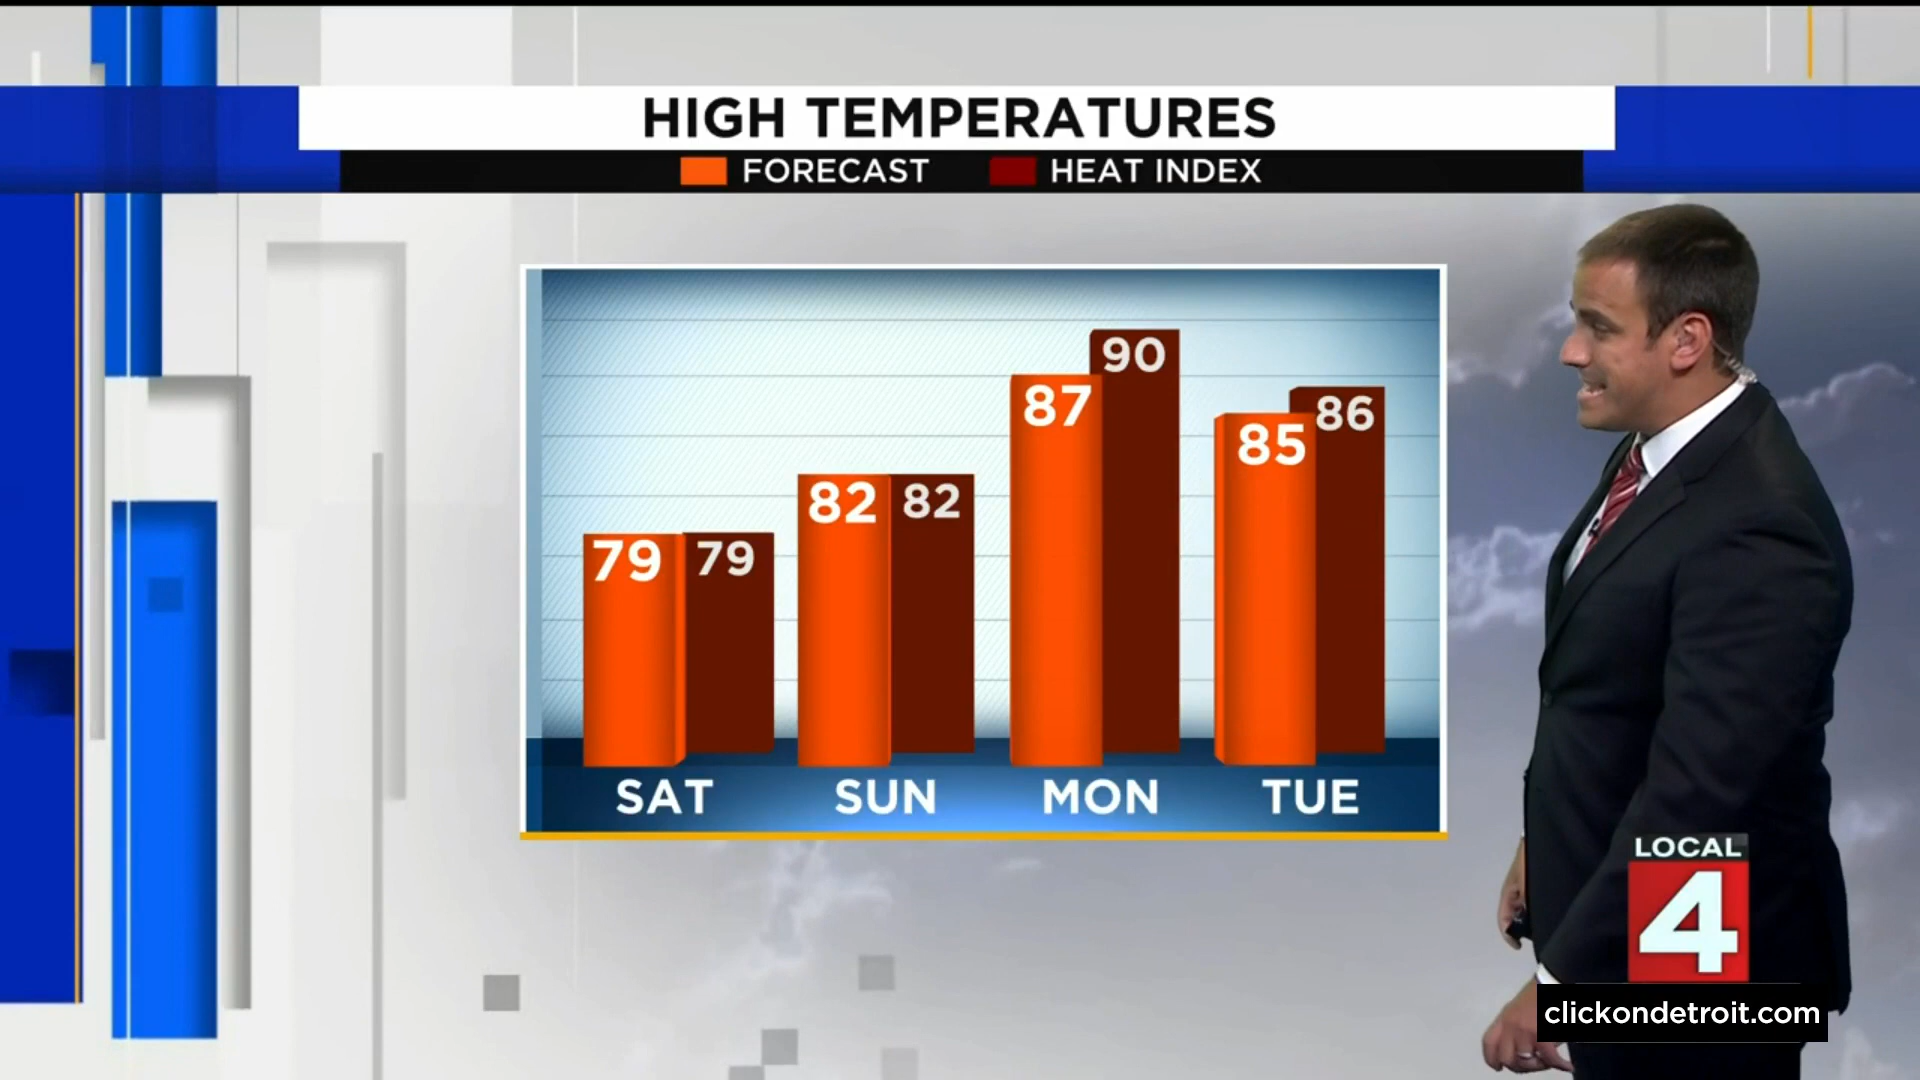 HIGH TEMPERATURES
FORECAST HEAT INDEX
79 79 82 82 87 90 85 86
SAT SUN MON TUE
LOCAL
4
clickondetroit.com